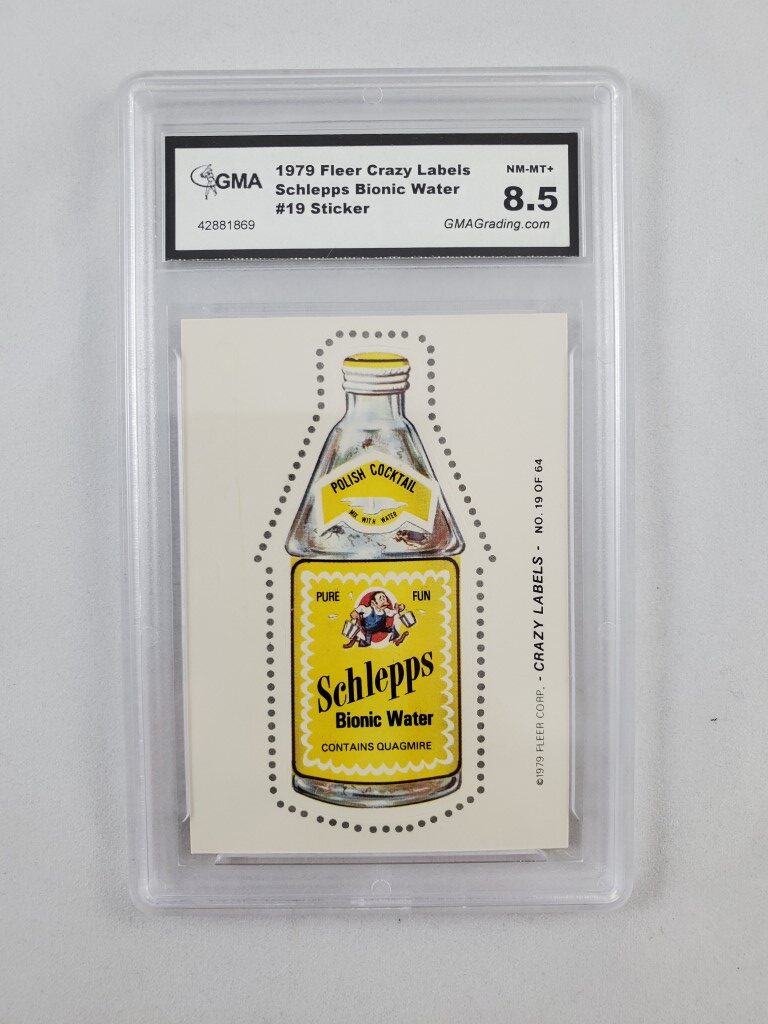 GMA
1979 Fleer Crazy Labels
Schlepps Bionic Water
#19 Sticker
42881869
NM-MT+
8.5
GMAGrading.com
POLISH COCKTAIL
MIX WITH WATER
PURE FUN
Schlepps
Bionic Water
CONTAINS QUAGMIRE
©1979 FLEER CORP. - CRAZY LABELS - NO. 19 OF 64